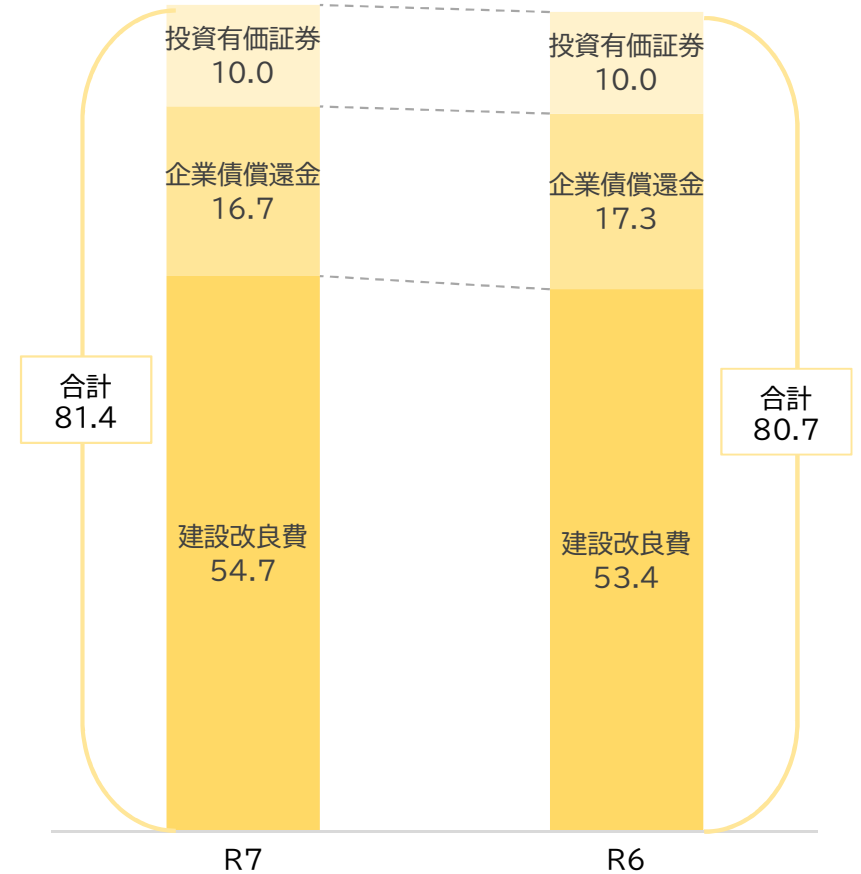 投資有価証券
10.0
企業債償還金
16.7
建設改良費
54.7
合計
81.4
R7
投資有価証券
10.0
企業債償還金
17.3
建設改良費
53.4
合計
80.7
R6